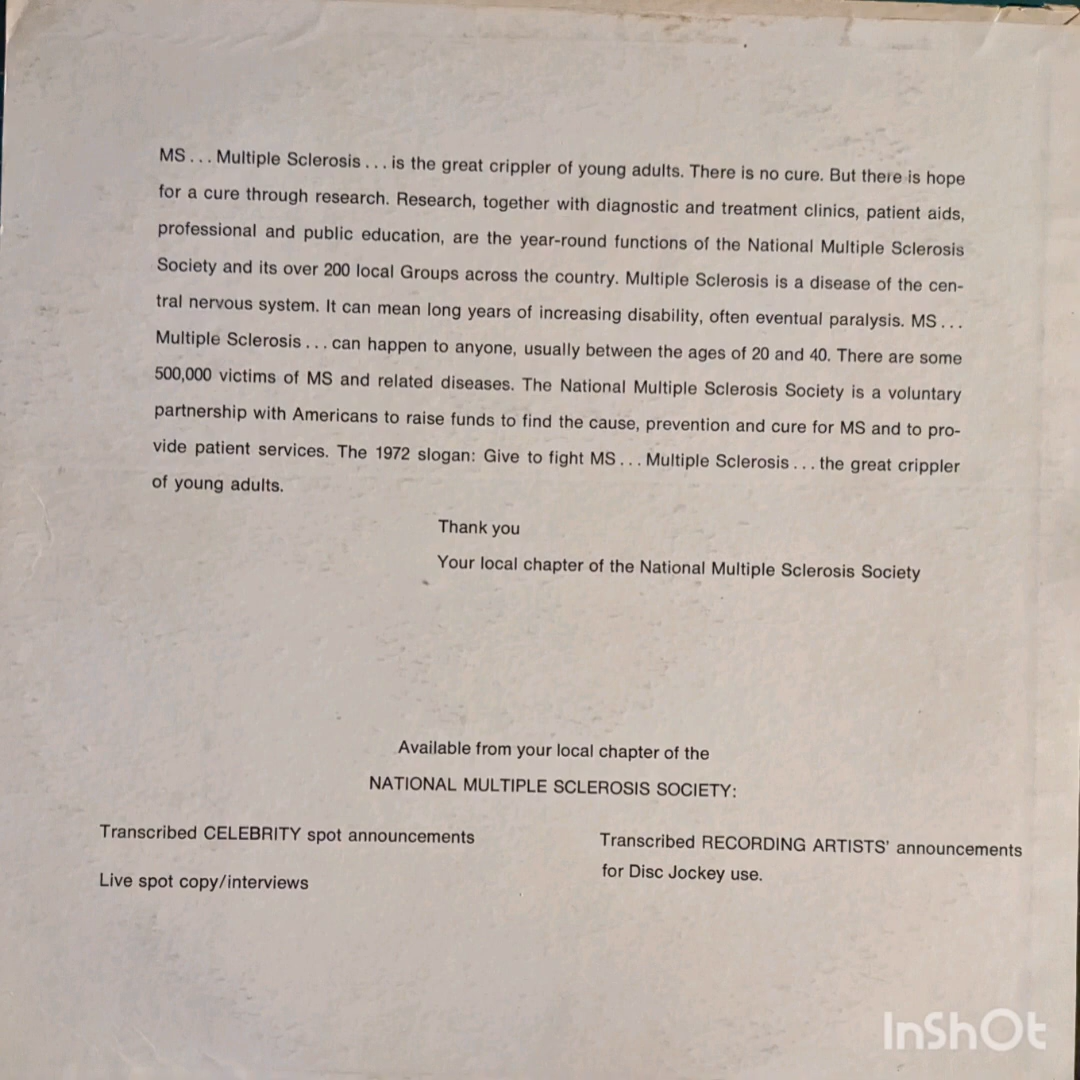 MS... Multiple Sclerosis... is the great crippler of young adults. There is no cure. But there is hope
for a cure through research. Research, together with diagnostic and treatment clinics, patient aids,
professional and public education, are the year-round functions of the National Multiple Sclerosis
Society and its over 200 local Groups across the country. Multiple Sclerosis is a disease of the cen-
tral nervous system. It can mean long years of increasing disability, often eventual paralysis. MS...
Multiple Sclerosis... can happen to anyone, usually between the ages of 20 and 40. There are some
500,000 victims of MS and related diseases. The National Multiple Sclerosis Society is a voluntary
partnership with Americans to raise funds to find the cause, prevention and cure for MS and to pro-
vide patient services. The 1972 slogan: Give to fight MS... Multiple Sclerosis... the great crippler
of young adults.
Thank you
Your local chapter of the National Multiple Sclerosis Society
Available from your local chapter of the
NATIONAL MULTIPLE SCLEROSIS SOCIETY:
Transcribed CELEBRITY spot announcements
Live spot copy/interviews
Transcribed RECORDING ARTISTS' announcements
for Disc Jockey use.
InShOt